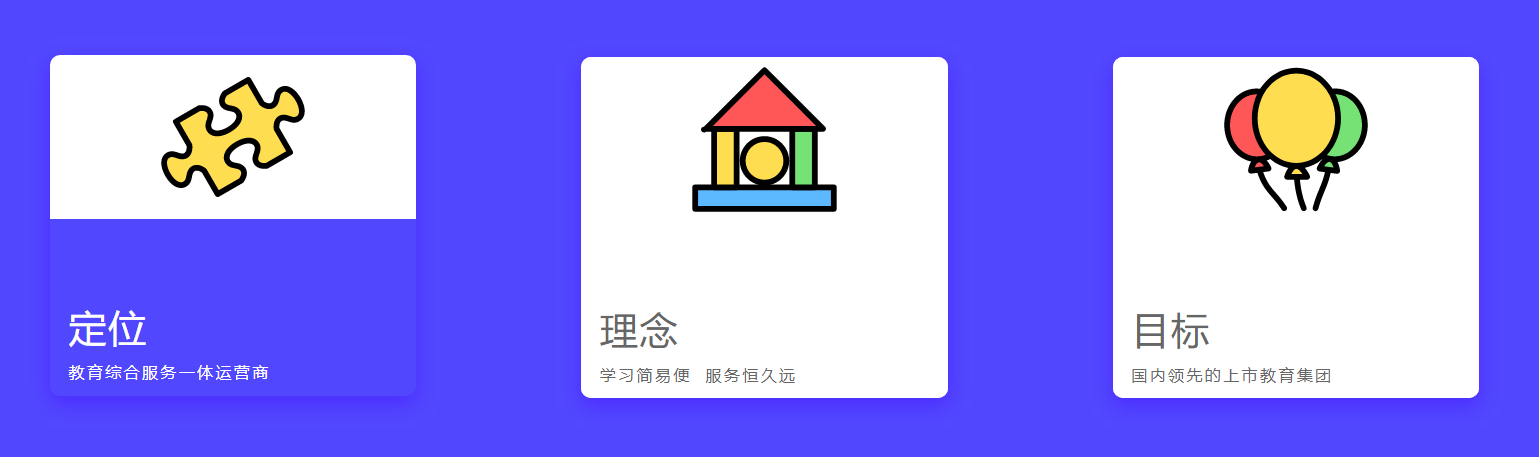 定位
教育综合服务一体运营商
理念
学习简易便 服务恒久远
目标
国内领先的上市教育集团